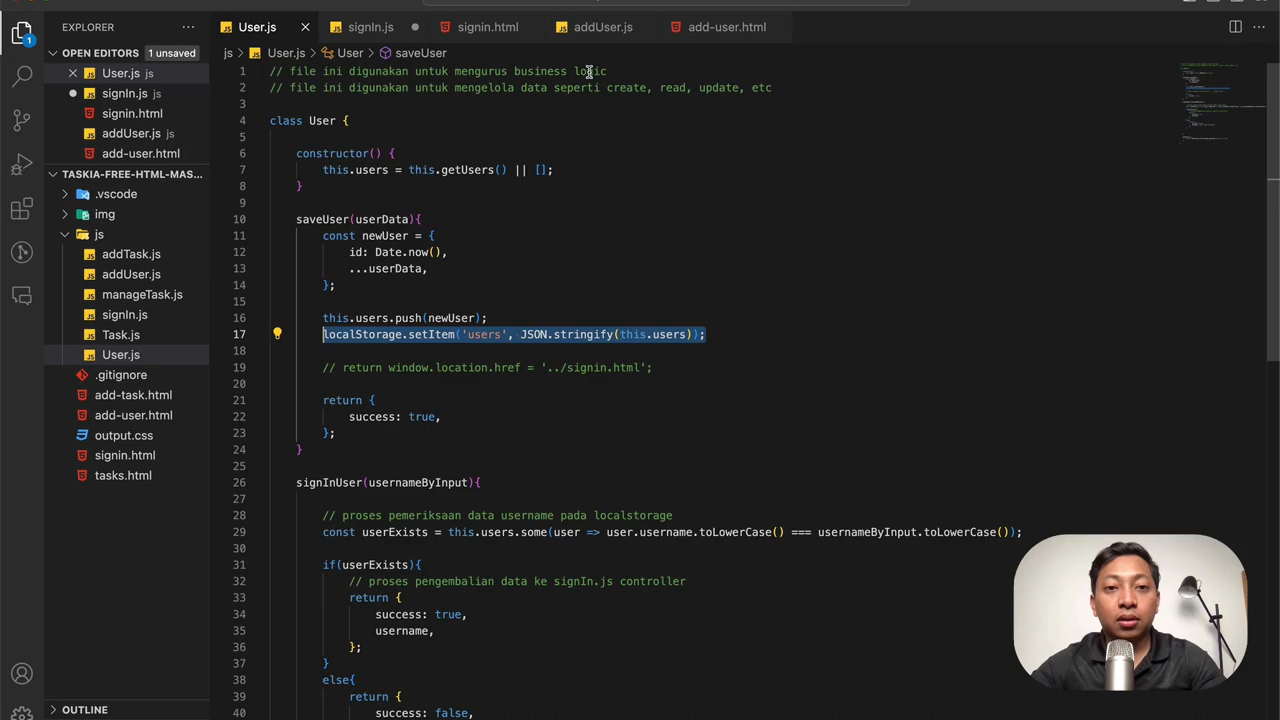 EXPLORER
User.js
signIn.js
signin.html
addUser.js
add-user.html
OPEN EDITORS 1 unsaved
js > User.js > User > saveUser
User.js js
signIn.js js
signin.html
addUser.js js
add-user.html
TASKIA-FREE-HTML-MAS...
.vscode
img
js
addTask.js
addUser.js
manageTask.js
signIn.js
Task.js
User.js
.gitignore
add-task.html
add-user.html
output.css
signin.html
tasks.html
OUTLINE
1
1 // file ini digunakan untuk mengurus business logic
2 // file ini digunakan untuk mengelola data seperti create, read, update, etc
3
4 class User {
5
6 constructor() {
7 this.users = this.getUsers() || [];
8 }
9
10 saveUser(userData){
11 const newUser = {
12 id: Date.now(),
13 ...userData,
14 };
15
16 this.users.push(newUser);
17 localStorage.setItem('users', JSON.stringify(this.users));
18
19 // return window.location.href = '../signin.html';
20
21 return {
22 success: true,
23 };
24 }
25
26 signInUser(usernameByInput){
27
28 // proses pemeriksaan data username pada localstorage
29 const userExists = this.users.some(user => user.username.toLowerCase() === usernameByInput.toLowerCase());
30
31 if(userExists){
32 // proses pengembalian data ke signIn.js controller
33 return {
34 success: true,
35 username,
36 };
37 }
38 else{
39 return {
40 success: false,